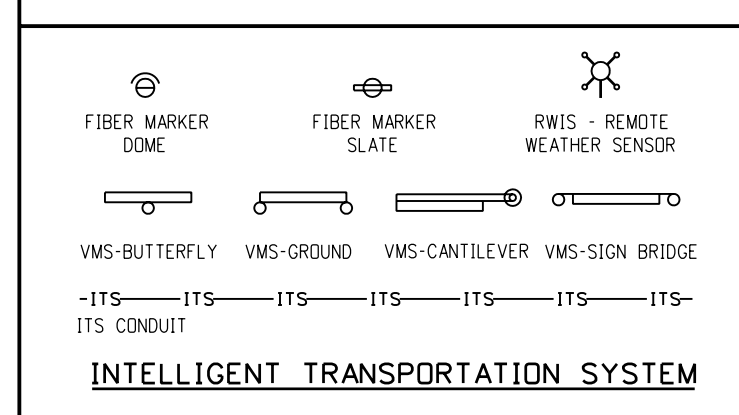 FIBER MARKER DOME
FIBER MARKER SLATE
RWIS - REMOTE WEATHER SENSOR
VMS-BUTTERFLY
VMS-GROUND
VMS-CANTILEVER
VMS-SIGN BRIDGE
-ITS-ITS-ITS-ITS-ITS-ITS-ITS-
ITS CONDUIT
INTELLIGENT TRANSPORTATION SYSTEM